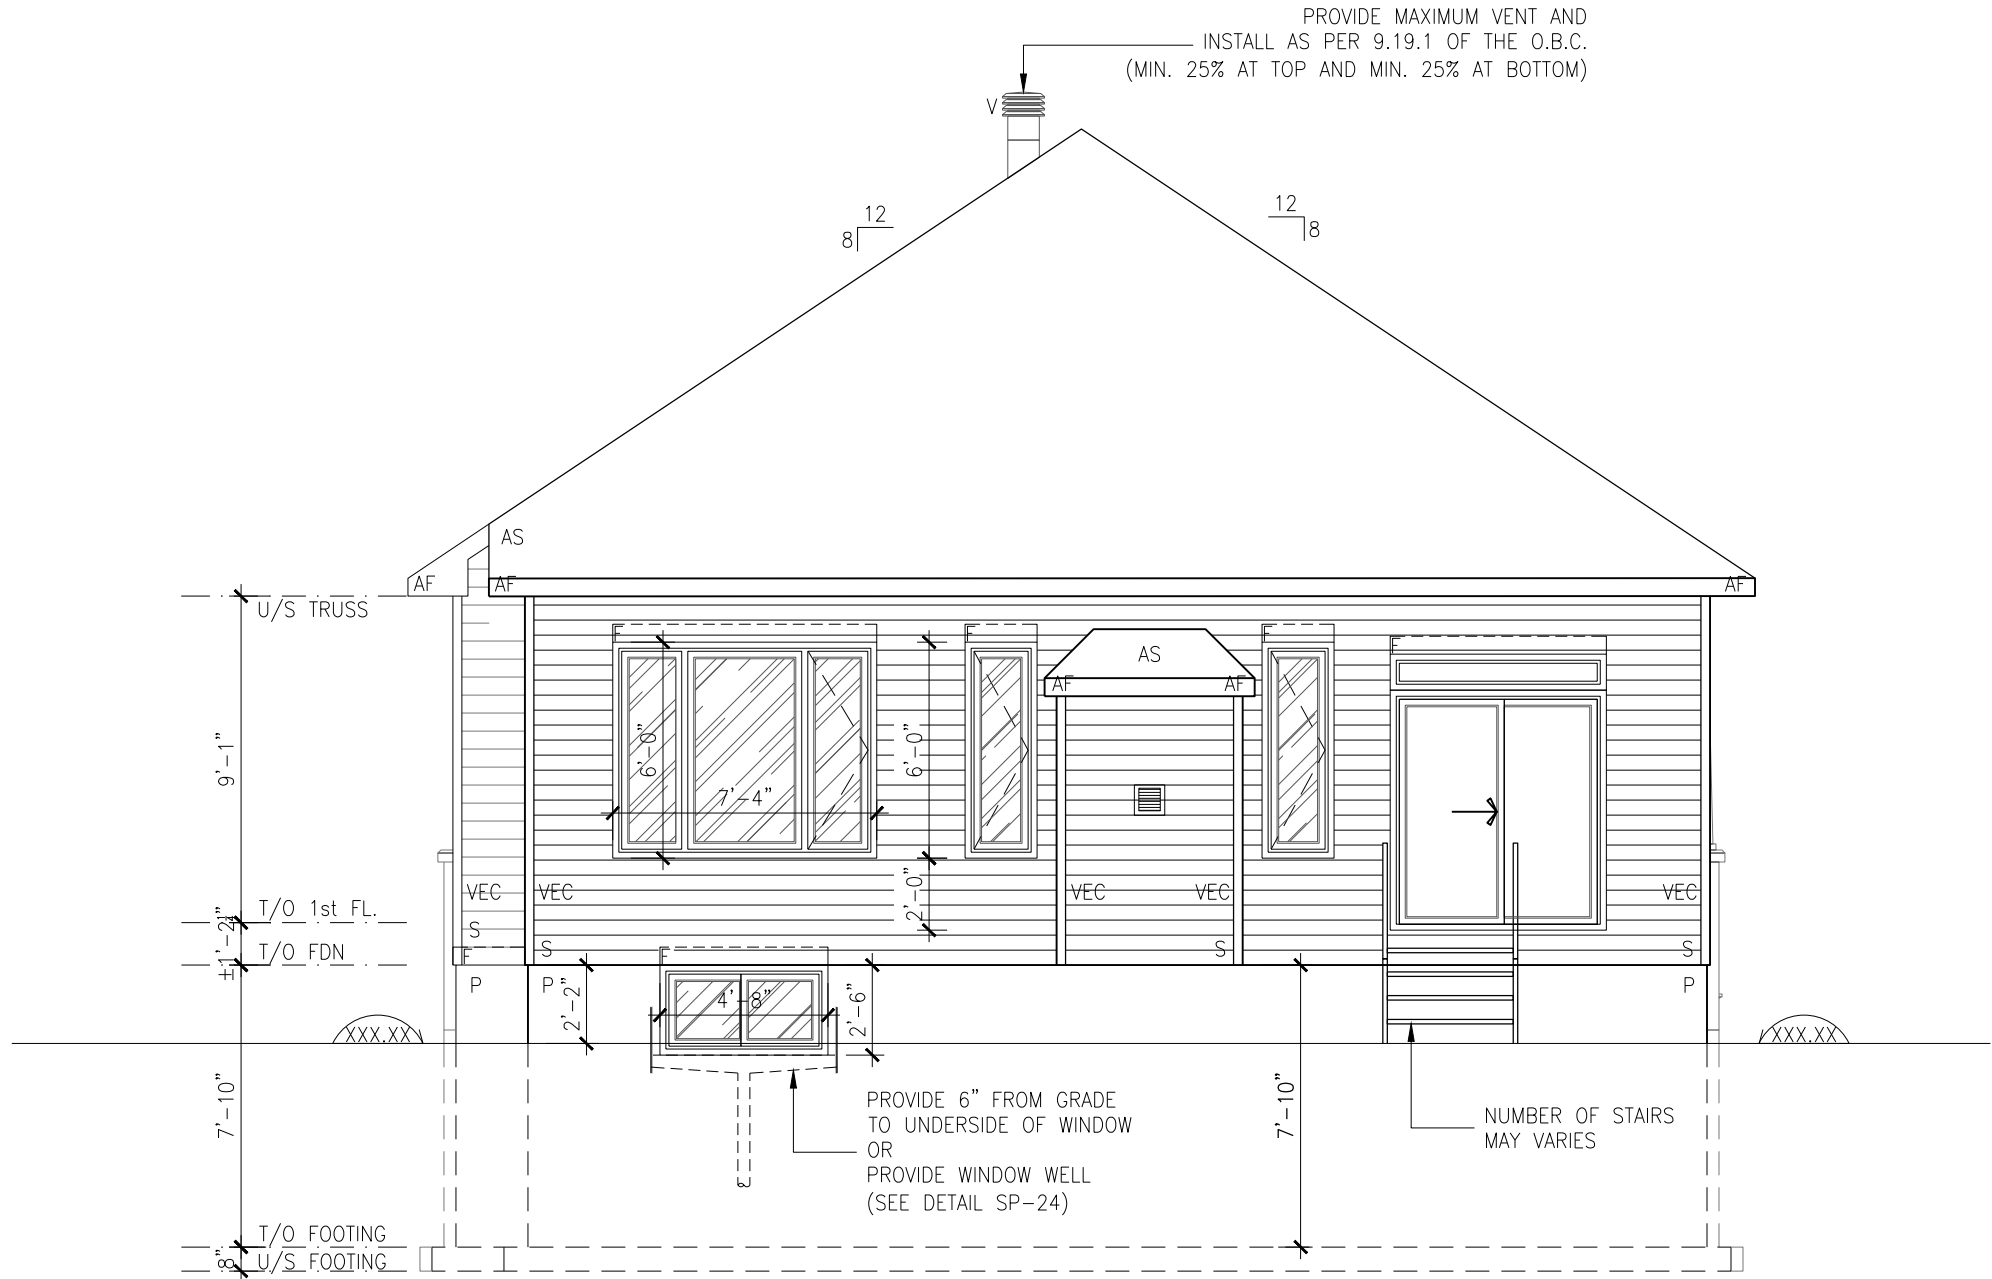 PROVIDE MAXIMUM VENT AND
INSTALL AS PER 9.19.1 OF THE O.B.C.
(MIN. 25% AT TOP AND MIN. 25% AT BOTTOM)
V
12
8
12
8
AS
AF
AF
AF
U/S TRUSS
F
F
F
F
AS
AF
AF
6'-0"
6'-0"
9'-1"
7'-4"
VEC
VEC
VEC
VEC
VEC
2'-0"
T/O 1st FL.
S
±1'-2¼"
T/O FDN
F
S
F
S
S
P
P
P
2'-2"
4'-8"
2'-6"
XXX.XX
XXX.XX
7'-10"
7'-10"
PROVIDE 6" FROM GRADE
TO UNDERSIDE OF WINDOW
OR
PROVIDE WINDOW WELL
(SEE DETAIL SP-24)
NUMBER OF STAIRS
MAY VARIES
T/O FOOTING
8"
U/S FOOTING